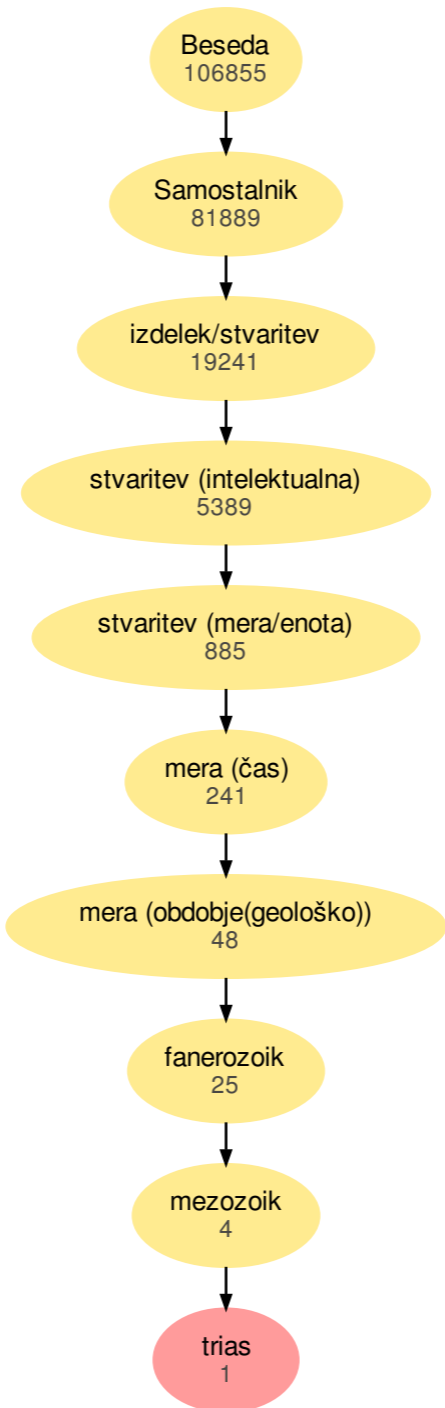 Beseda
106855
Samostalnik
81889
izdelek/stvaritev
19241
stvaritev (intelektualna)
5389
stvaritev (mera/enota)
885
mera (čas)
241
mera (obdobje(geološko))
48
fanerozoik
25
mezozoik
4
trias
1